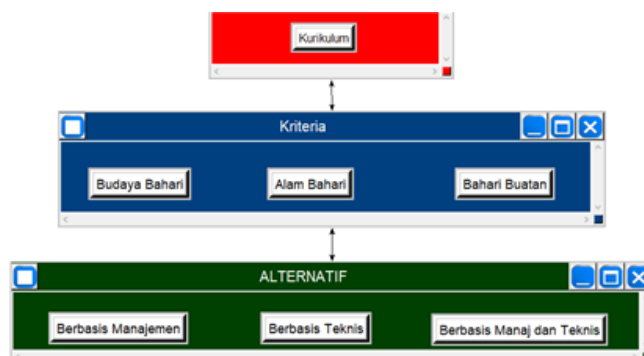 Kurikulum
Kriteria
Budaya Bahari Alam Bahari Bahari Buatan
ALTERNATIF
Berbasis Manajemen Berbasis Teknis Berbasis Manaj dan Teknis